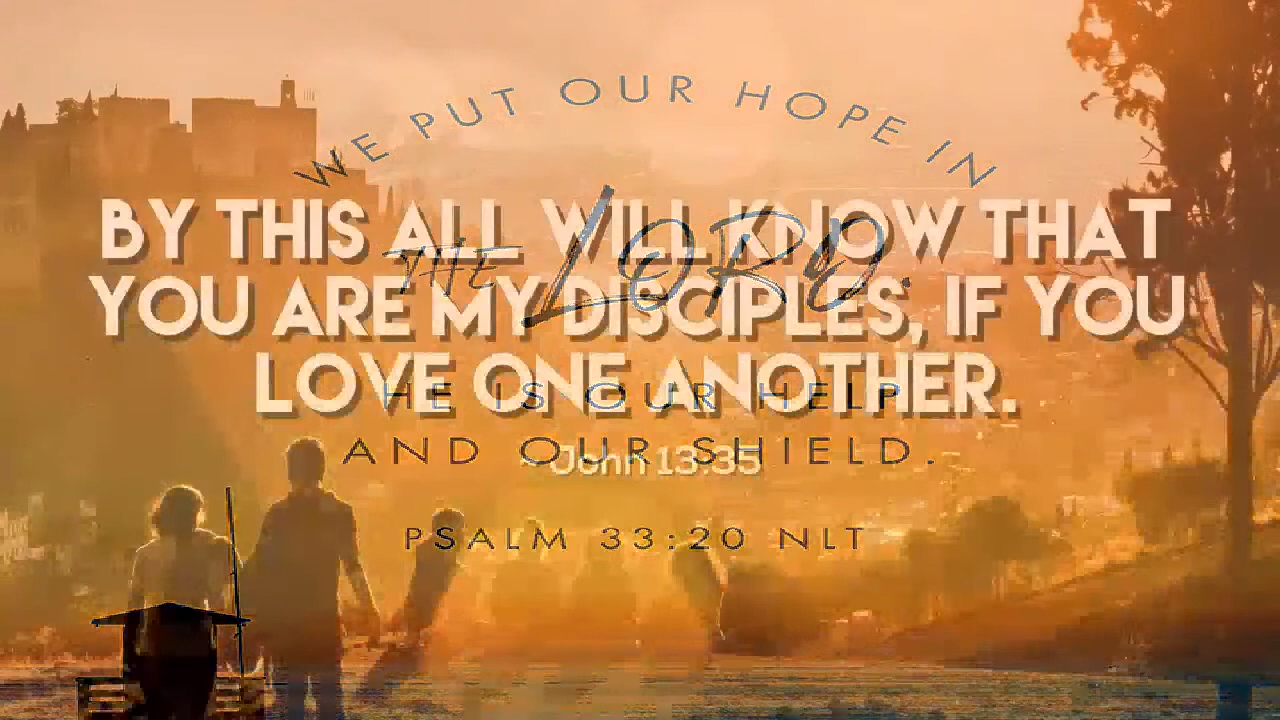 WE PUT OUR HOPE IN
THE LORD.
HE IS OUR HELP
AND OUR SHIELD.
PSALM 33:20 NLT
BY THIS ALL WILL KNOW THAT
YOU ARE MY DISCIPLES, IF YOU
LOVE ONE ANOTHER.
~ John 13:35